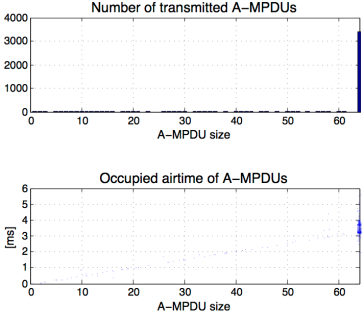 Number of transmitted A−MPDUs
4000
3000
2000
1000
0
0 10 20 30 40 50 60
A−MPDU size
Occupied airtime of A−MPDUs
6
5
4
3
2
1
0
[ms]
0 10 20 30 40 50 60
A−MPDU size